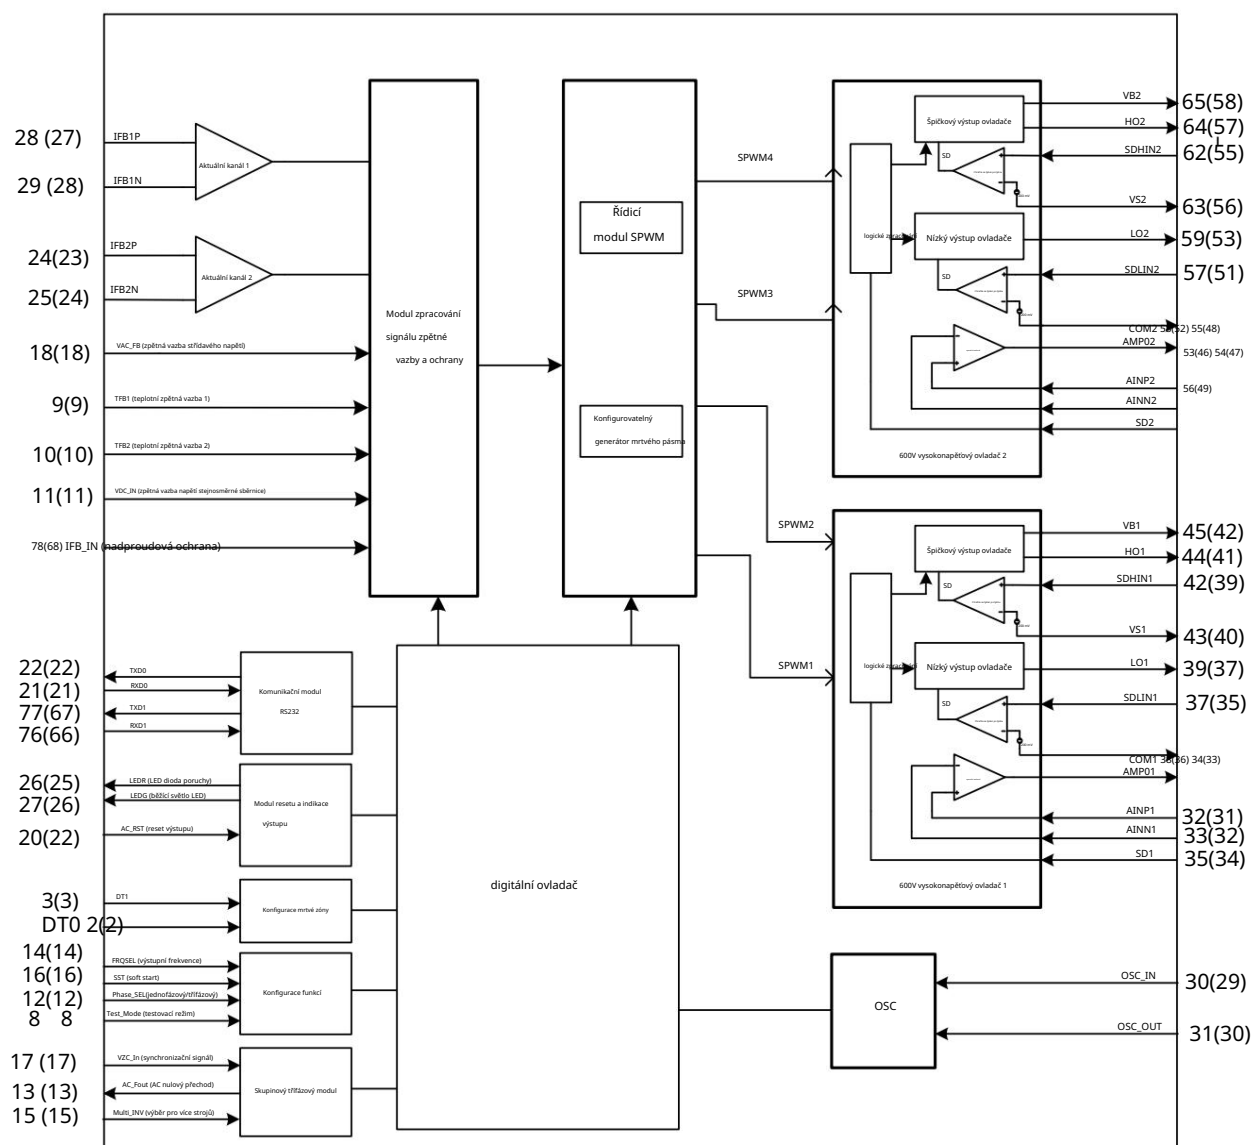 28 (27)
IFB1P
Aktuální kanál 1
29 (28)
IFB1N
24(23)
IFB2P
Aktuální kanál 2
25(24)
IFB2N
18(18)
VAC_FB (zpětná vazba střídavého napětí)
9(9)
TFB1 (teplotní zpětná vazba 1)
10(10)
TFB2 (teplotní zpětná vazba 2)
11(11)
VDC_IN (zpětná vazba napětí stejnosměrné sběrnice)
78(68) IFB_IN (nadproudová ochrana)
Modul zpracování
signálu zpětné
vazby a ochrany
Řídicí
modul SPWM
Konfigurovatelný
generátor mrtvého pásma
SPWM4
SPWM3
SPWM2
SPWM1
Špičkový výstup ovladače
SD
logické zpracování
Nízký výstup ovladače
SD
600V vysokonapěťový ovladač 2
VB2
65(58)
HO2
64(57)
SDHIN2
62(55)
VS2
63(56)
LO2
59(53)
SDLIN2
57(51)
COM2 58(52) 55(48)
AMP02
53(46) 54(47)
AINP2
56(49)
AINN2
SD2
Špičkový výstup ovladače
SD
logické zpracování
Nízký výstup ovladače
SD
600V vysokonapěťový ovladač 1
VB1
45(42)
HO1
44(41)
SDHIN1
42(39)
VS1
43(40)
LO1
39(37)
SDLIN1
37(35)
COM1 38(36) 34(33)
AMP01
AINP1
32(31)
AINN1
33(32)
SD1
35(34)
22(22)
TXD0
21(21)
RXD0
77(67)
TXD1
76(66)
RXD1
Komunikační modul
RS232
26(25)
LEDR (LED dioda poruchy)
27(26)
LEDG (běžící světlo LED)
20(22)
AC_RST (reset výstupu)
Modul resetu a indikace
výstupu
3(3)
DT1
DT0 2(2)
Konfigurace mrtvé zóny
14(14)
FRQSEL (výstupní frekvence)
16(16)
SST (soft start)
12(12)
Phase_SEL(jednofázový/třífázový)
8 8
Test_Mode (testovací režim)
Konfigurace funkcí
17 (17)
VZC_In (synchronizační signál)
13 (13)
AC_Fout (AC nulový přechod)
15 (15)
Multi_INV (výběr pro více strojů)
Skupinový třífázový modul
digitální ovladač
OSC
OSC_IN
30(29)
OSC_OUT
31(30)